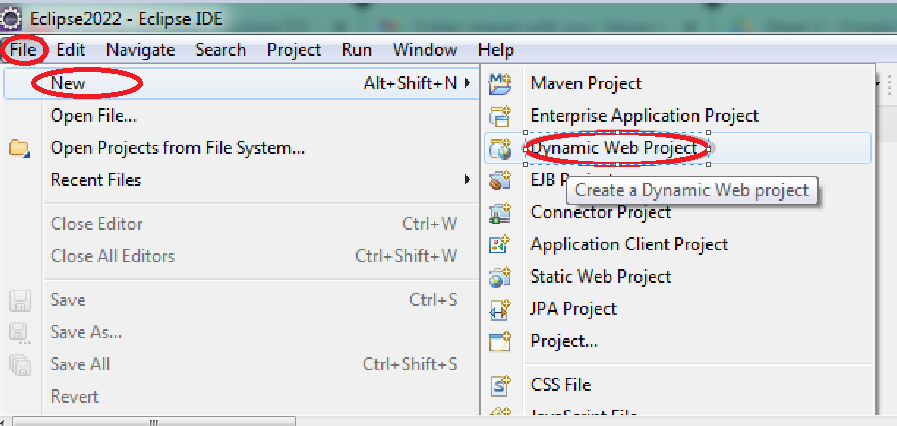 Eclipse2022 - Eclipse IDE
File Edit Navigate Search Project Run Window Help
New Alt+Shift+N
Open File...
Open Projects from File System...
Recent Files
Close Editor Ctrl+W
Close All Editors Ctrl+Shift+W
Save Ctrl+S
Save As...
Save All Ctrl+Shift+S
Revert
Maven Project
Enterprise Application Project
Dynamic Web Project
EJB
Create a Dynamic Web project
Connector Project
Application Client Project
Static Web Project
JPA Project
Project...
CSS File
JavaScript File